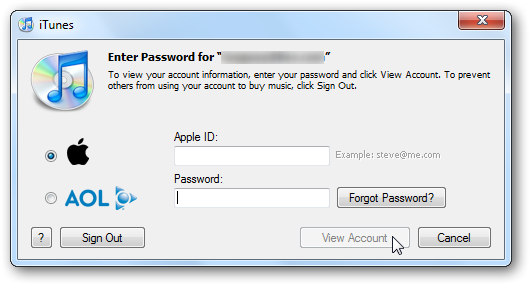 iTunes
Enter Password for “ ”
To view your account information, enter your password and click View Account. To prevent
others from using your account to buy music, click Sign Out.
Apple ID:
Example: steve@me.com
Password:
AOL
Forgot Password?
?
Sign Out
View Account
Cancel